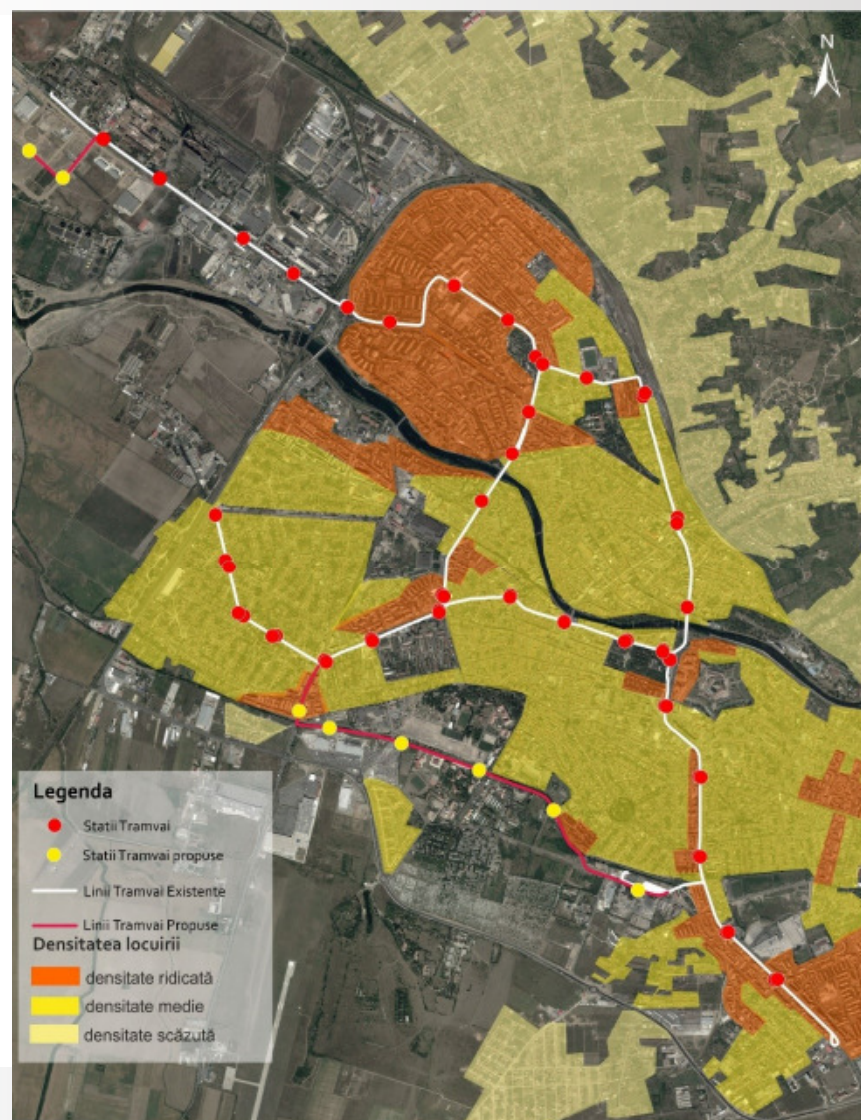 N
Legenda
Statii Tramvai
Statii Tramvai propuse
Linii Tramvai Existente
Linii Tramvai Propuse
Densitatea locuirii
densitate ridicată
densitate medie
densitate scăzută